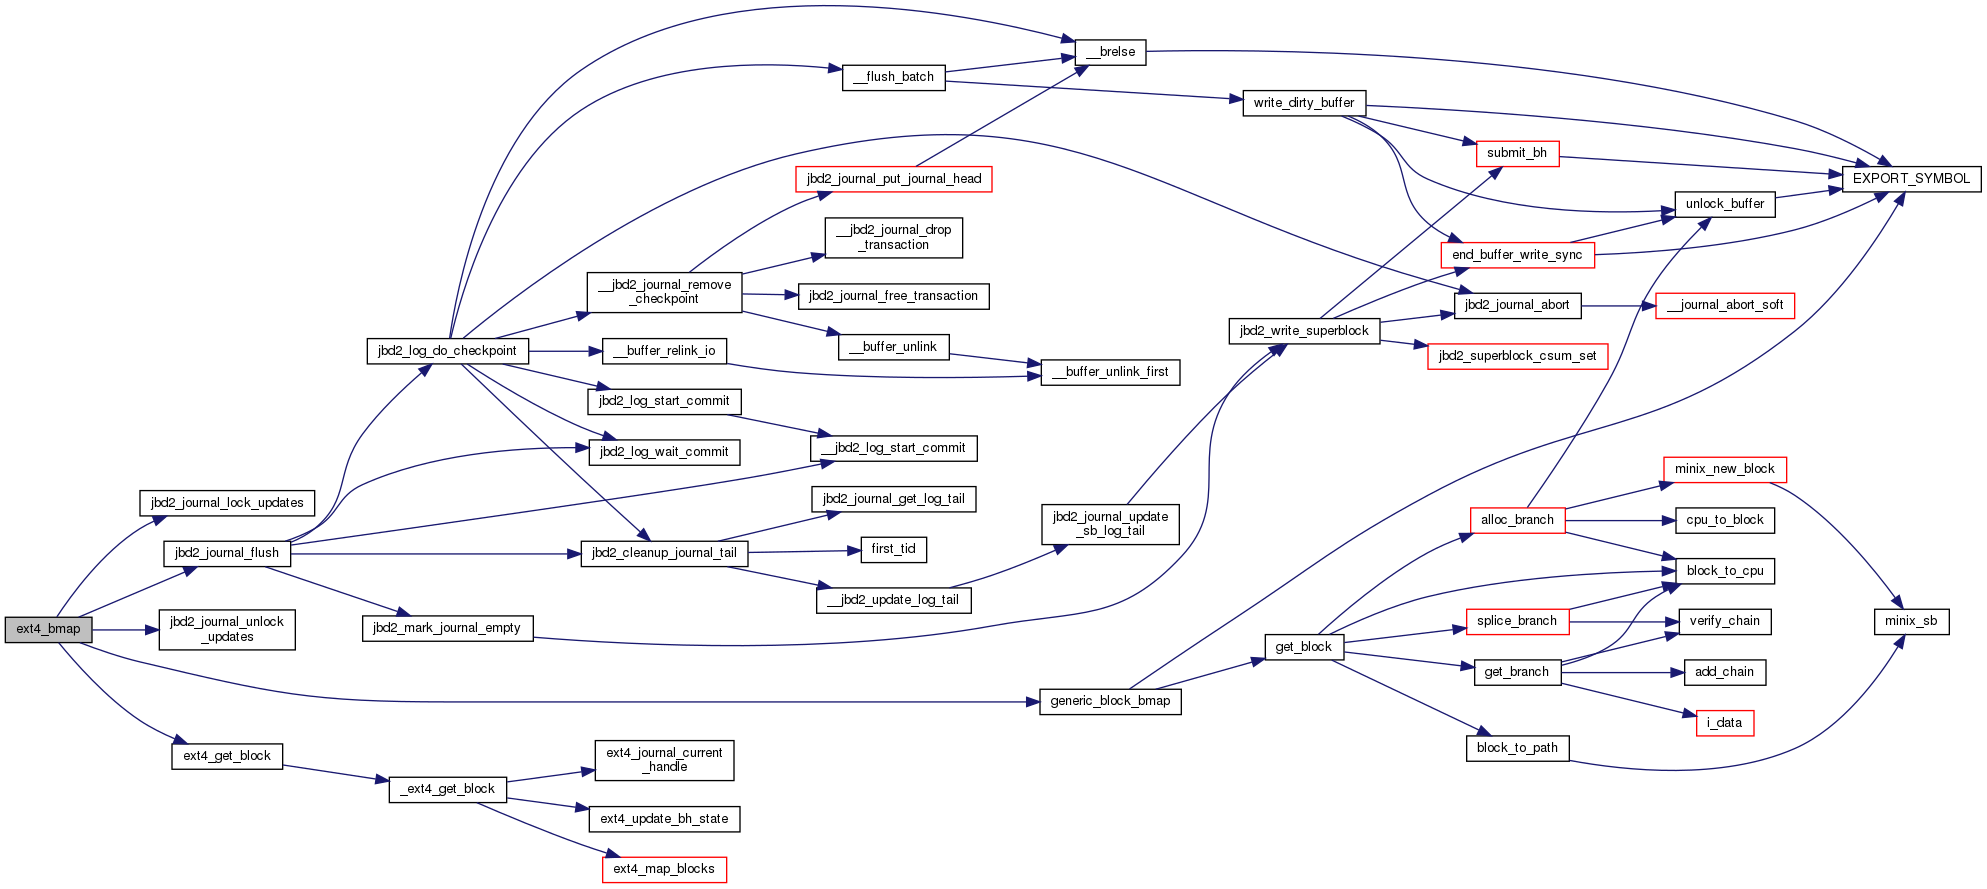 __brelse
__flush_batch
write_dirty_buffer
submit_bh
jbd2_journal_put_journal_head
EXPORT_SYMBOL
unlock_buffer
__jbd2_journal_drop
_transaction
end_buffer_write_sync
__jbd2_journal_remove
_checkpoint
jbd2_journal_free_transaction
jbd2_journal_abort
__journal_abort_soft
jbd2_write_superblock
__buffer_unlink
jbd2_log_do_checkpoint
__buffer_relink_io
jbd2_superblock_csum_set
__buffer_unlink_first
jbd2_log_start_commit
__jbd2_log_start_commit
jbd2_log_wait_commit
minix_new_block
jbd2_journal_lock_updates
jbd2_journal_get_log_tail
jbd2_journal_update
_sb_log_tail
alloc_branch
cpu_to_block
jbd2_journal_flush
jbd2_cleanup_journal_tail
first_tid
block_to_cpu
__jbd2_update_log_tail
ext4_bmap
jbd2_journal_unlock
_updates
jbd2_mark_journal_empty
splice_branch
verify_chain
minix_sb
get_block
get_branch
add_chain
generic_block_bmap
i_data
block_to_path
ext4_get_block
ext4_journal_current
_handle
_ext4_get_block
ext4_update_bh_state
ext4_map_blocks